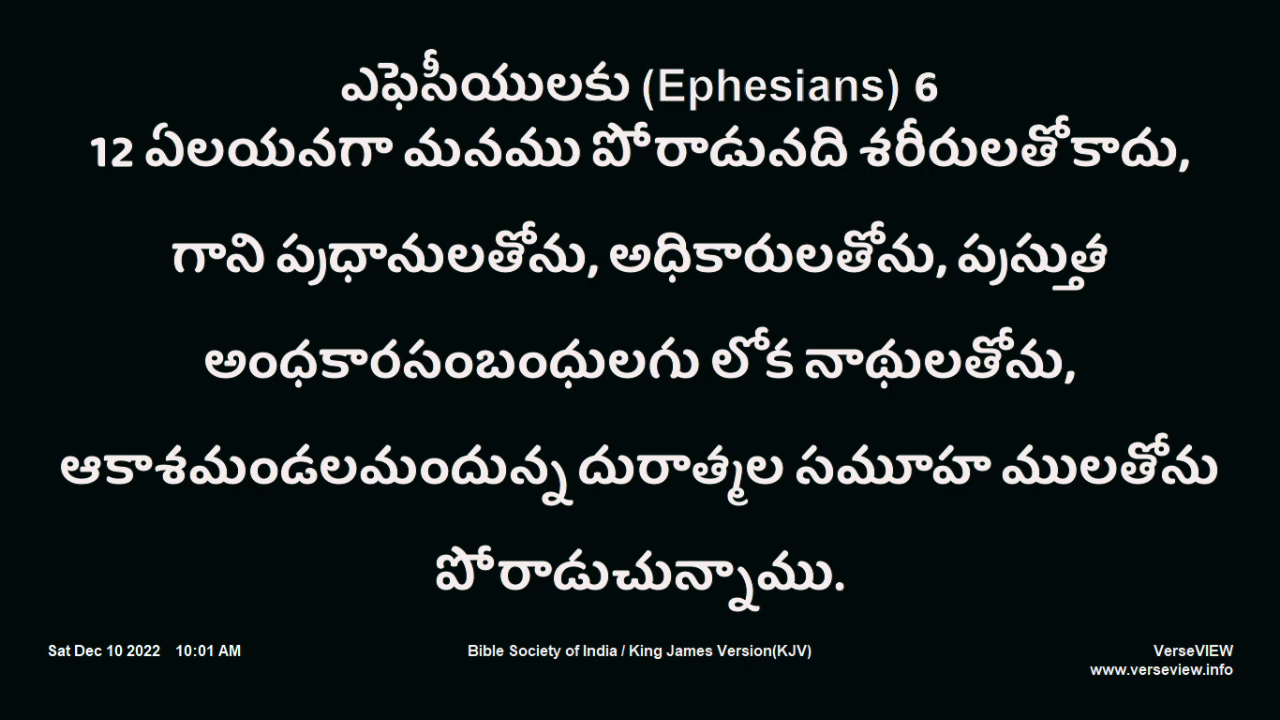 ఎఫెసీయులకు (Ephesians) 6
12 ఏలయనగా మనము పోరాడునది శరీరులతోకాదు,
గాని ప్రధానులతోను, అధికారులతోను, ప్రస్తుత
అంధకారసంబంధులగు లోక నాథులతోను,
ఆకాశమండలమందున్న దురాత్మల సమూహ ములతోను
పోరాడుచున్నాము.
Sat Dec 10 2022 10:01 AM
Bible Society of India / King James Version(KJV)
VerseVIEW
www.verseview.info